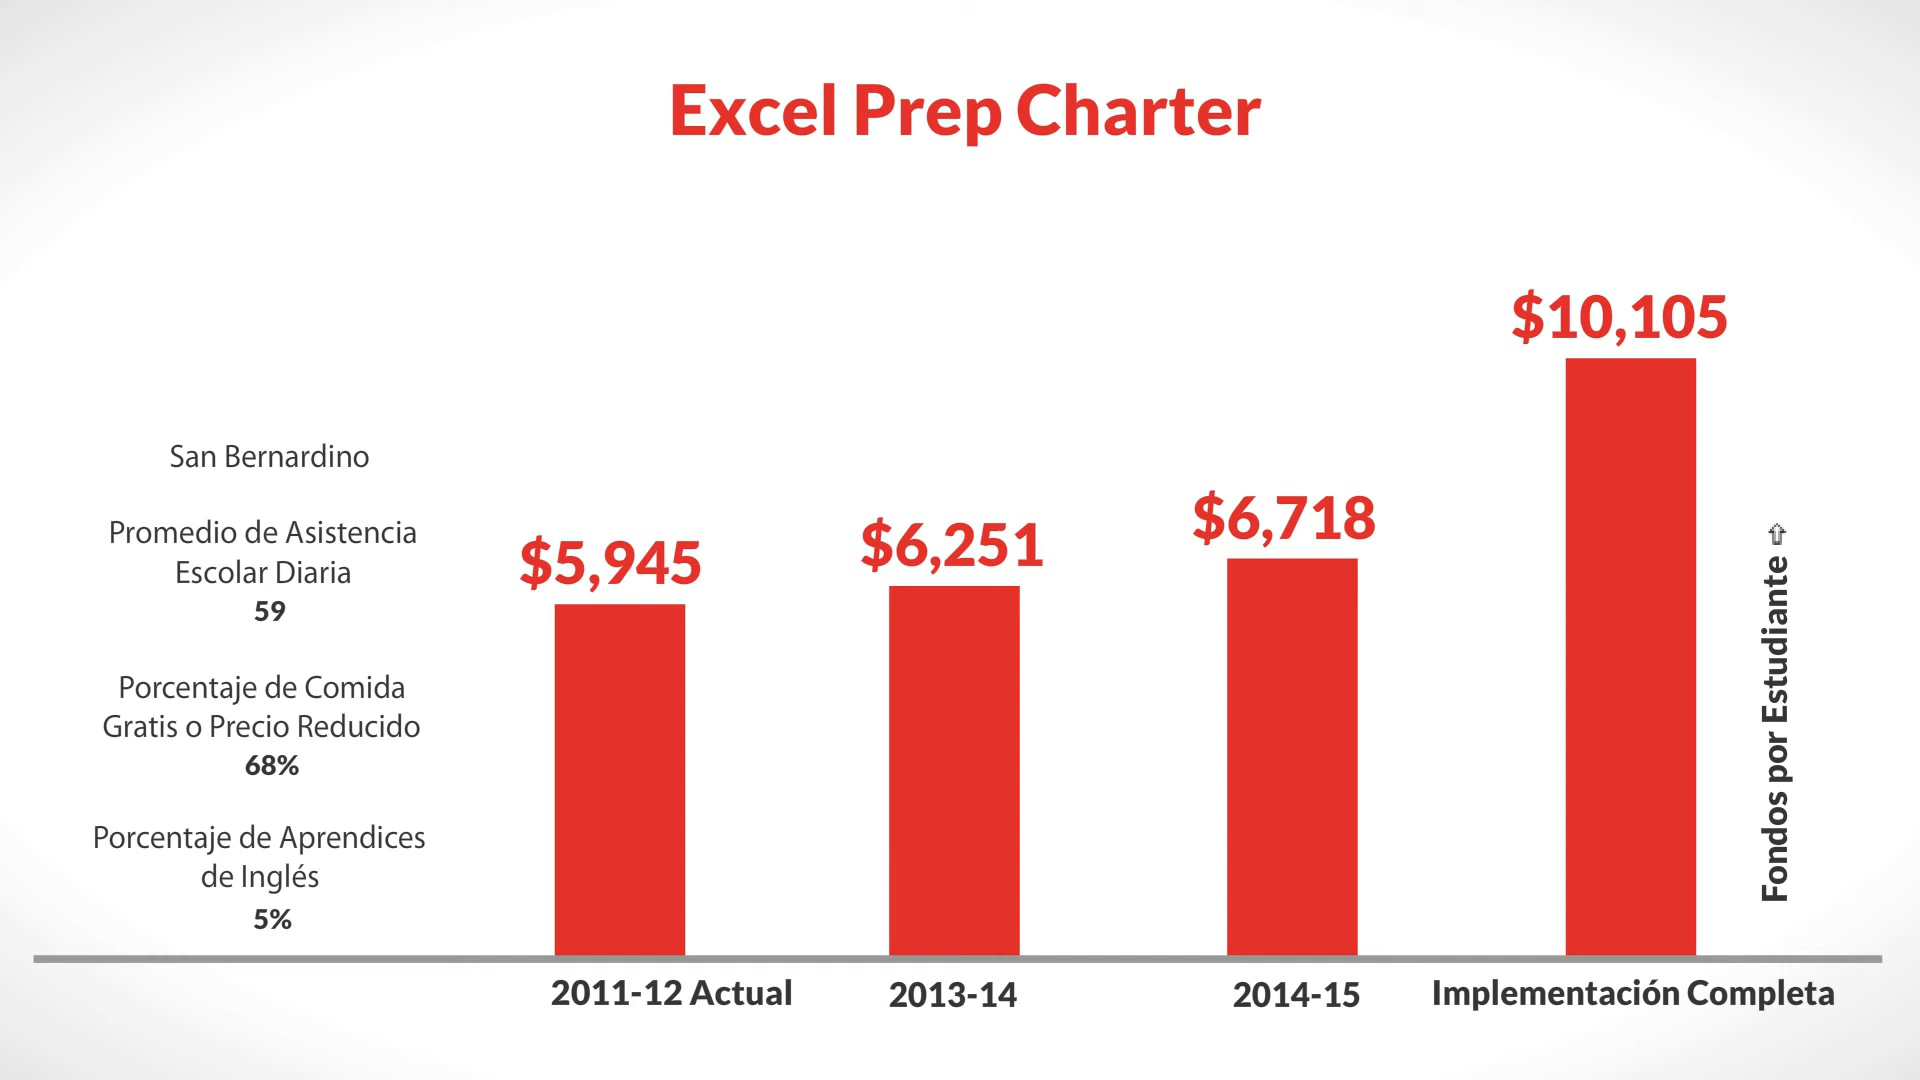 Excel Prep Charter
San Bernardino
Promedio de Asistencia
Escolar Diaria
59
Porcentaje de Comida
Gratis o Precio Reducido
68%
Porcentaje de Aprendices
de Inglés
5%
$5,945
$6,251
$6,718
$10,105
2011-12 Actual
2013-14
2014-15
Implementación Completa
Fondos por Estudiante ⇧